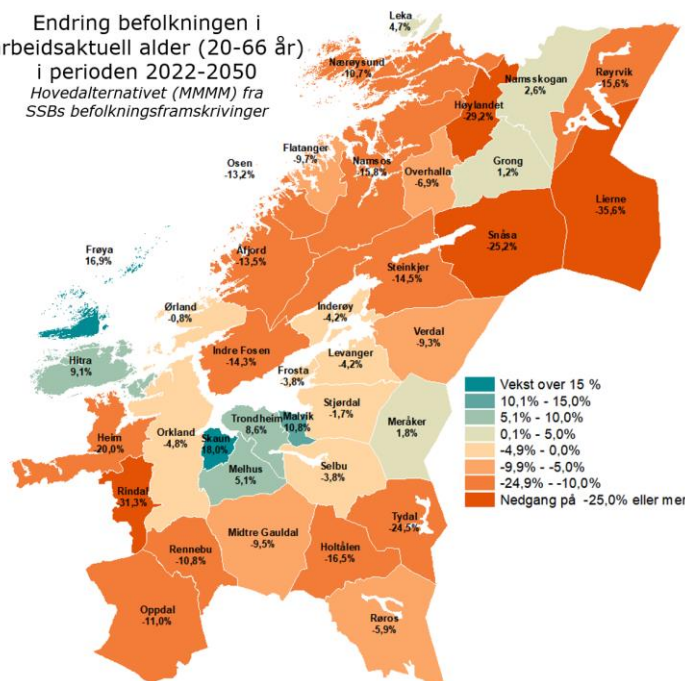 Endring befolkningen i
arbeidsaktuell alder (20-66 år)
i perioden 2022-2050
Hovedalternativet (MMMM) fra
SSBs befolkningsframskrivinger
Leka
4,7%
Nærøysund
-10,7%
Namsskogan
2,6%
Røyrvik
-15,6%
Høylandet
-29,2%
Flatanger
-9,7%
Osen
-13,2%
Namsos
-15,8%
Overhalla
-6,9%
Grong
1,2%
Lierne
-35,6%
Snåsa
-25,2%
Frøya
16,9%
Åfjord
-13,5%
Steinkjer
-14,5%
Ørland
-0,8%
Inderøy
-4,2%
Verdal
-9,3%
Hitra
9,1%
Indre Fosen
-14,3%
Levanger
-4,2%
Frosta
-3,8%
Stjørdal
-1,7%
Meråker
1,8%
Heim
-20,0%
Orkland
-4,8%
Skaun
18,0%
Trondheim
8,6%
Malvik
10,8%
Melhus
5,1%
Selbu
-3,8%
Rindal
-31,3%
Tydal
-24,5%
Midtre Gauldal
-9,5%
Rennebu
-10,8%
Holtålen
-16,5%
Oppdal
-11,0%
Røros
-5,9%
Vekst over 15 %
10,1% - 15,0%
5,1% - 10,0%
0,1% - 5,0%
-4,9% - 0,0%
-9,9% - -5,0%
-24,9% - -10,0%
Nedgang på -25,0% eller mer